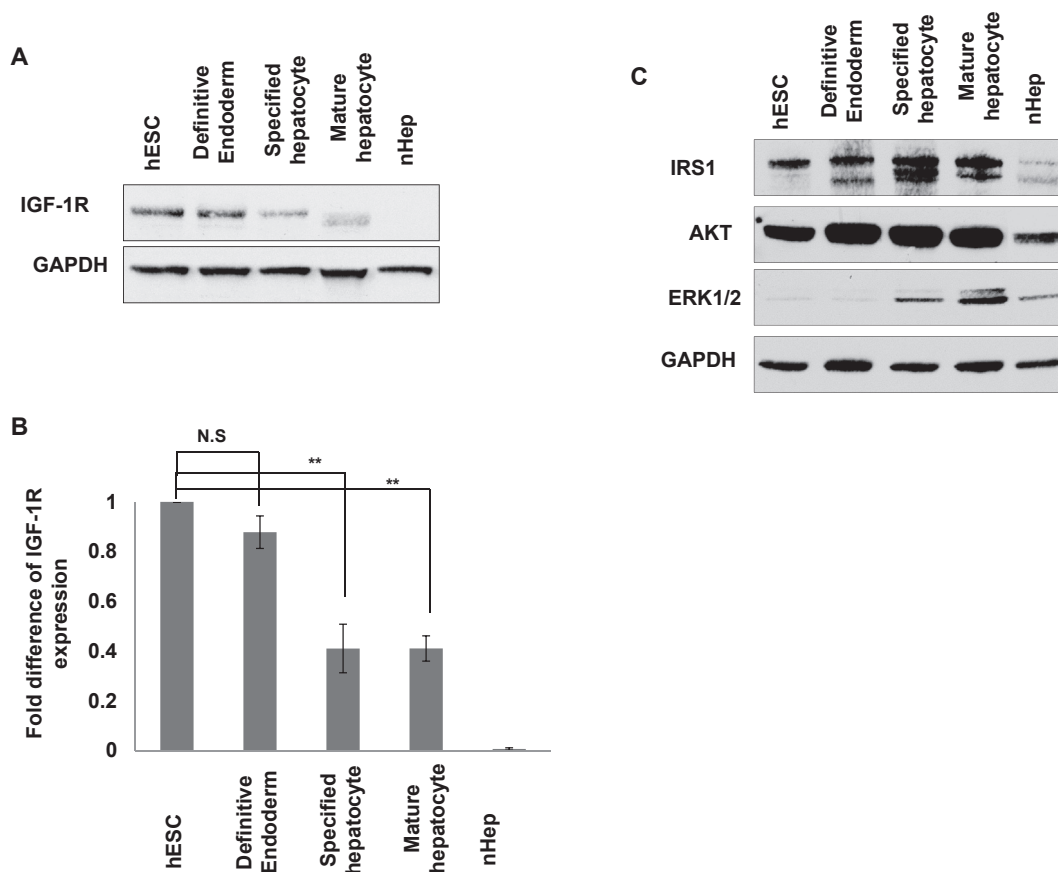 A
hESC
Definitive
Endoderm
Specified
hepatocyte
Mature
hepatocyte
nHep
IGF-1R
GAPDH
C
hESC
Definitive
Endoderm
Specified
hepatocyte
Mature
hepatocyte
nHep
IRS1
AKT
ERK1/2
GAPDH
B
N.S
**
**
Fold difference of IGF-1R
expression
1
0.8
0.6
0.4
0.2
0
hESC
Definitive
Endoderm
Specified
hepatocyte
Mature
hepatocyte
nHep